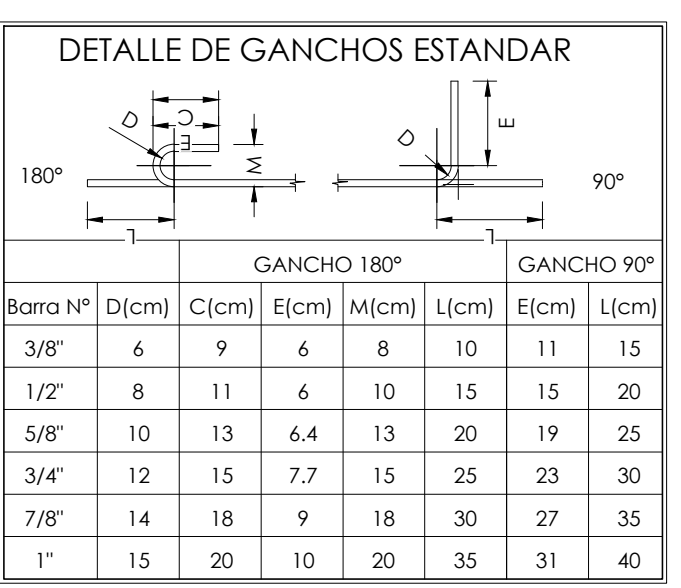 DETALLE DE GANCHOS ESTANDAR
D C E M 180° L
D E 90° L
GANCHO 180° GANCHO 90°
Barra Nº D(cm) C(cm) E(cm) M(cm) L(cm) E(cm) L(cm)
3/8" 6 9 6 8 10 11 15
1/2" 8 11 6 10 15 15 20
5/8" 10 13 6.4 13 20 19 25
3/4" 12 15 7.7 15 25 23 30
7/8" 14 18 9 18 30 27 35
1" 15 20 10 20 35 31 40